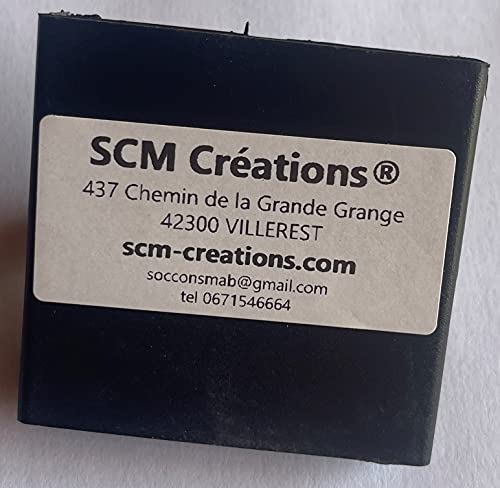 SCM Créations®
437 Chemin de la Grande Grange
42300 VILLEREST
scm-creations.com
socconsmab@gmail.com
tel 0671546664